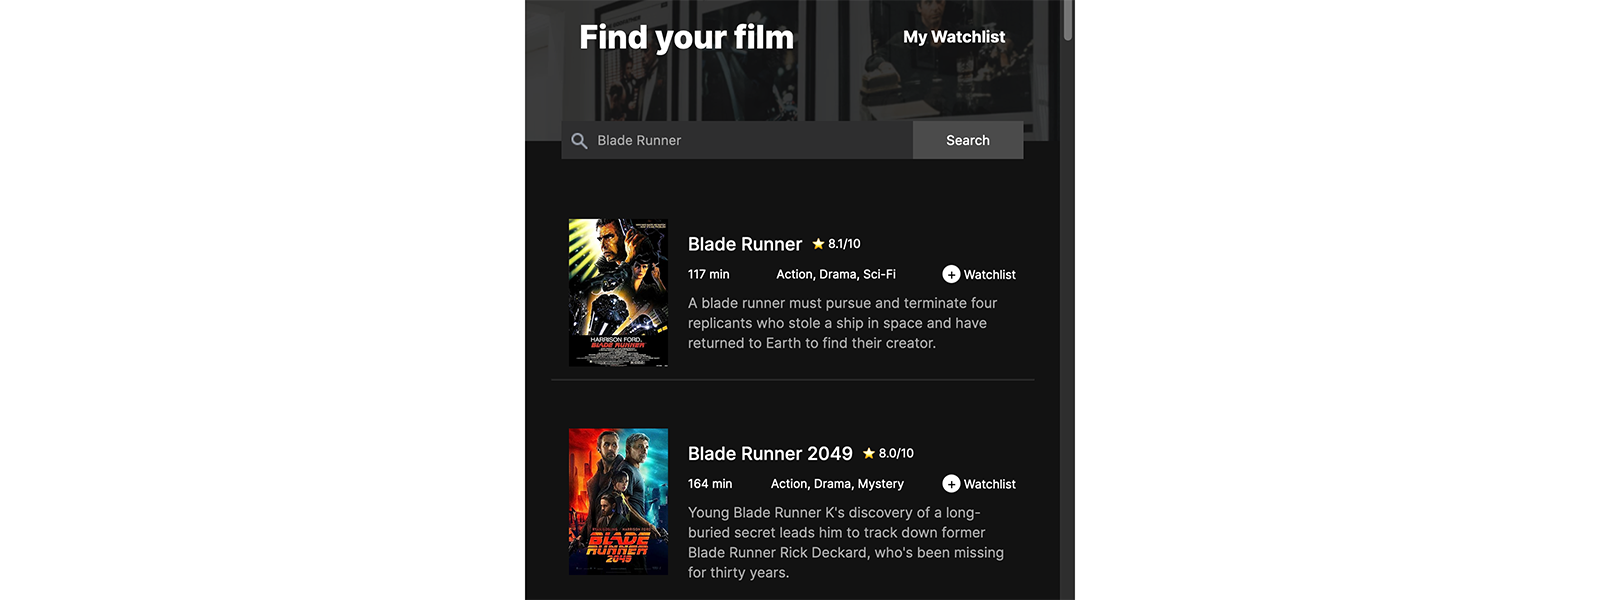 Find your film
My Watchlist
Blade Runner
Search
HARRISON FORD
BLADE RUNNER
Blade Runner ⭐ 8.1/10
117 min Action, Drama, Sci-Fi + Watchlist
A blade runner must pursue and terminate four
replicants who stole a ship in space and have
returned to Earth to find their creator.
BLADE
RUNNER
2049
Blade Runner 2049 ⭐ 8.0/10
164 min Action, Drama, Mystery + Watchlist
Young Blade Runner K's discovery of a long-
buried secret leads him to track down former
Blade Runner Rick Deckard, who's been missing
for thirty years.